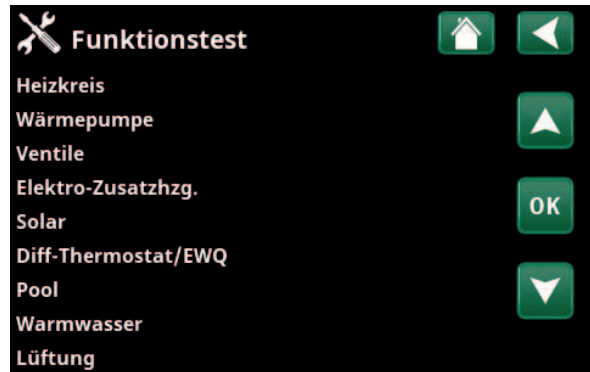 Funktionstest
Heizkreis
Wärmepumpe
Ventile
Elektro-Zusatzhzg.
Solar
Diff-Thermostat/EWQ
Pool
Warmwasser
Lüftung
OK